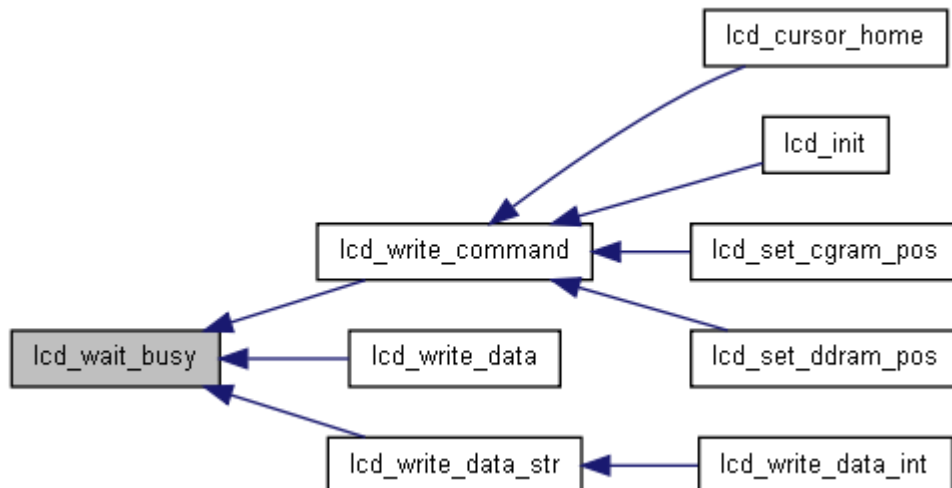 lcd_cursor_home
lcd_init
lcd_write_command
lcd_set_cgram_pos
lcd_wait_busy
lcd_write_data
lcd_set_ddram_pos
lcd_write_data_str
lcd_write_data_int